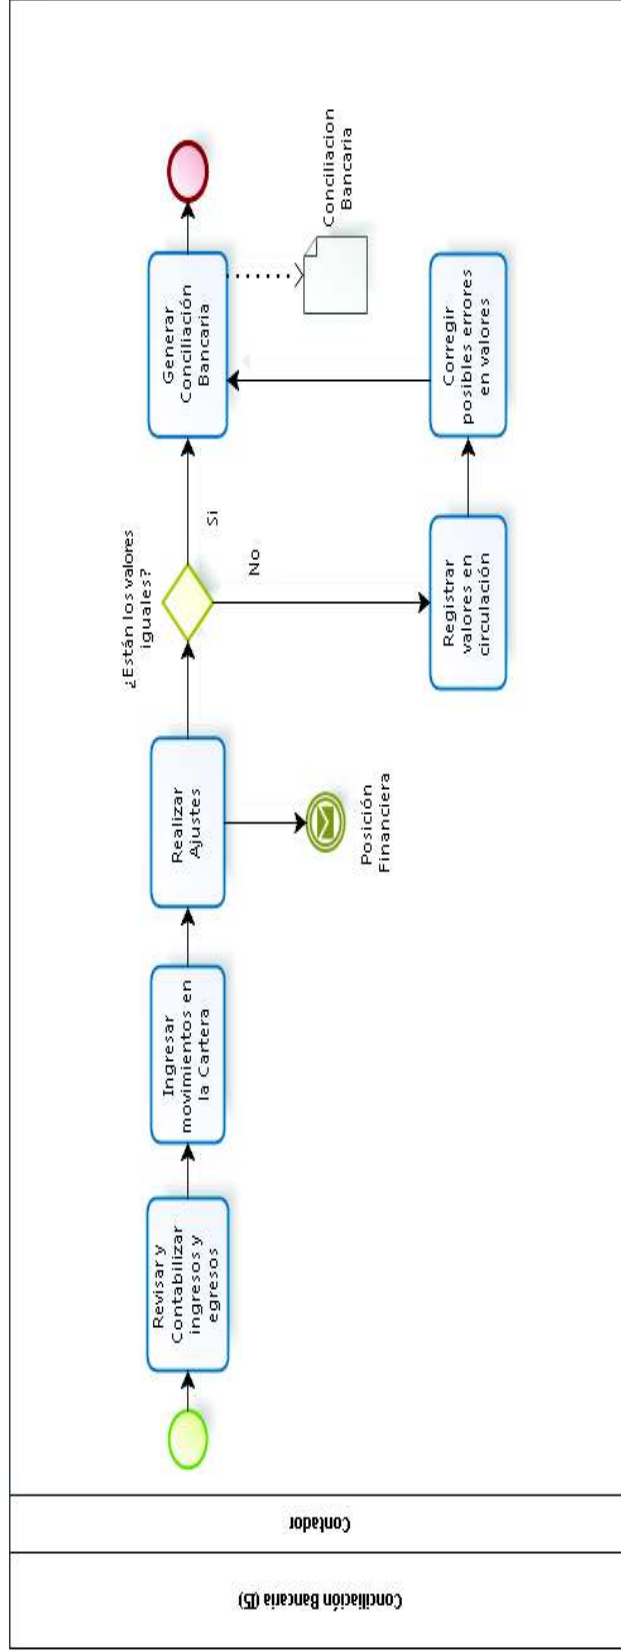 Conciliación Bancaria (15)
Contador
Revisar y
Contabilizar
ingresos y
egresos
Ingresar
movimientos en
la Cartera
Realizar
Ajustes
Posición
Financiera
¿Están los valores
iguales?
Si
No
Registrar
valores en
circulación
Corregir
posibles errores
en valores
Generar
Conciliación
Bancaria
Conciliacion
Bancaria